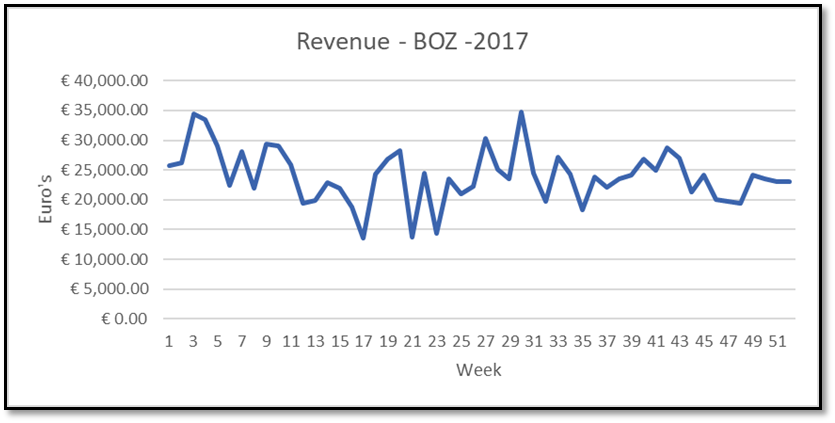 Revenue - BOZ -2017
€ 40,000.00
€ 35,000.00
€ 30,000.00
€ 25,000.00
€ 20,000.00
€ 15,000.00
€ 10,000.00
€ 5,000.00
€ 0.00
Euro's
1 3 5 7 9 11 13 15 17 19 21 23 25 27 29 31 33 35 37 39 41 43 45 47 49 51
Week